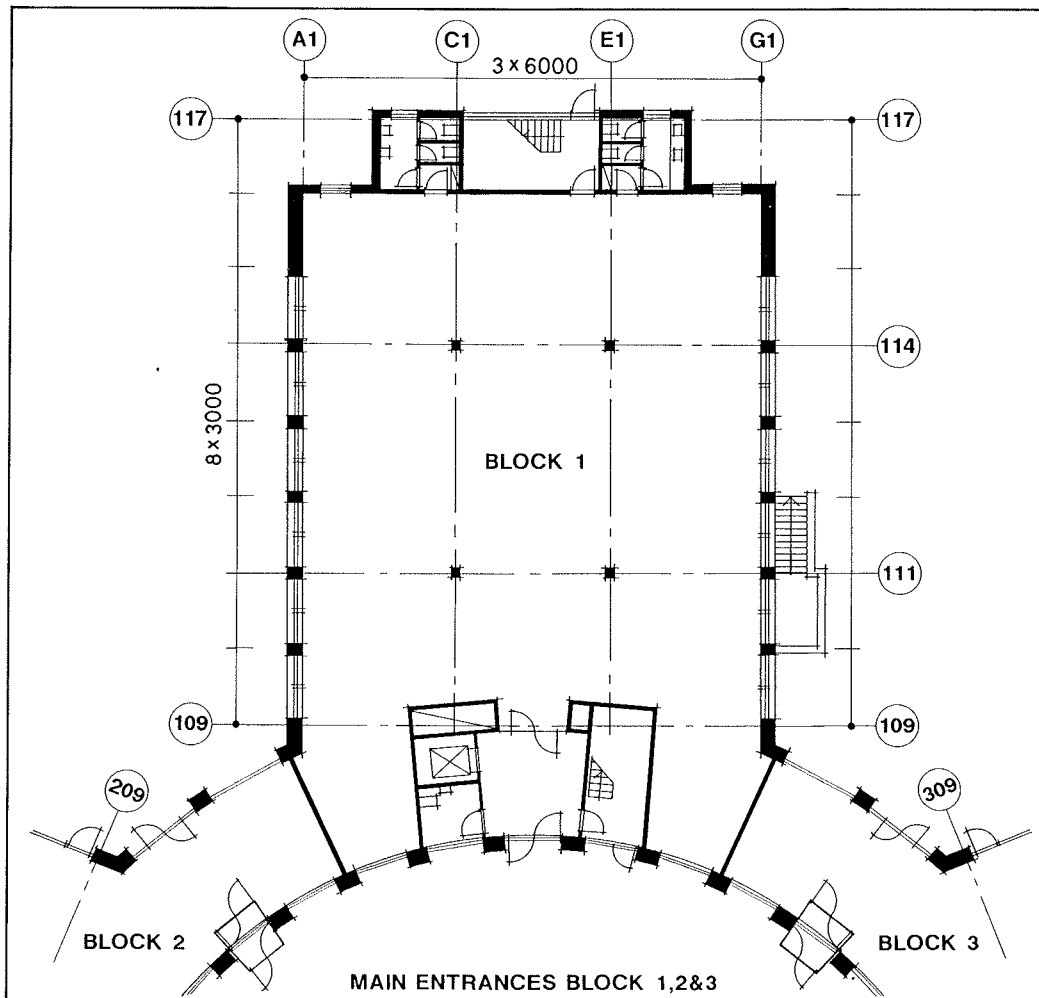 A1 C1 E1 G1
3×6000
117 117
114
8×3000
BLOCK 1
111
109 109
209 309
BLOCK 2 BLOCK 3
MAIN ENTRANCES BLOCK 1,2&3